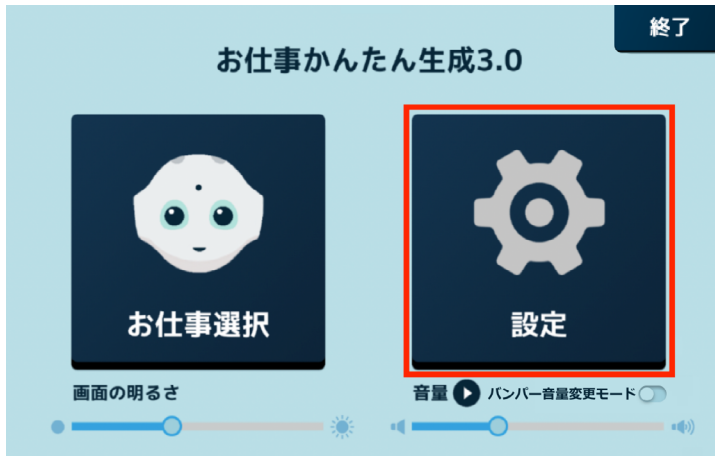 終了
お仕事かんたん生成3.0
お仕事選択
設定
画面の明るさ
音量 バンパー音量変更モード